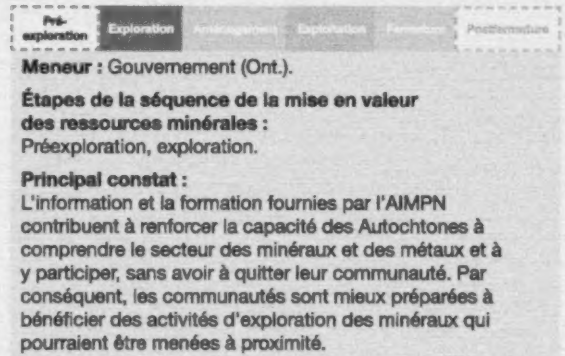 Pré-
exploration Exploration Aménagement Exploitation Fermeture Postfermeture
Meneur : Gouvernement (Ont.).
Étapes de la séquence de la mise en valeur
des ressources minérales :
Préexploration, exploration.
Principal constat :
L'information et la formation fournies par l'AIMPN
contribuent à renforcer la capacité des Autochtones à
comprendre le secteur des minéraux et des métaux et à
y participer, sans avoir à quitter leur communauté. Par
conséquent, les communautés sont mieux préparées à
bénéficier des activités d'exploration des minéraux qui
pourraient être menées à proximité.